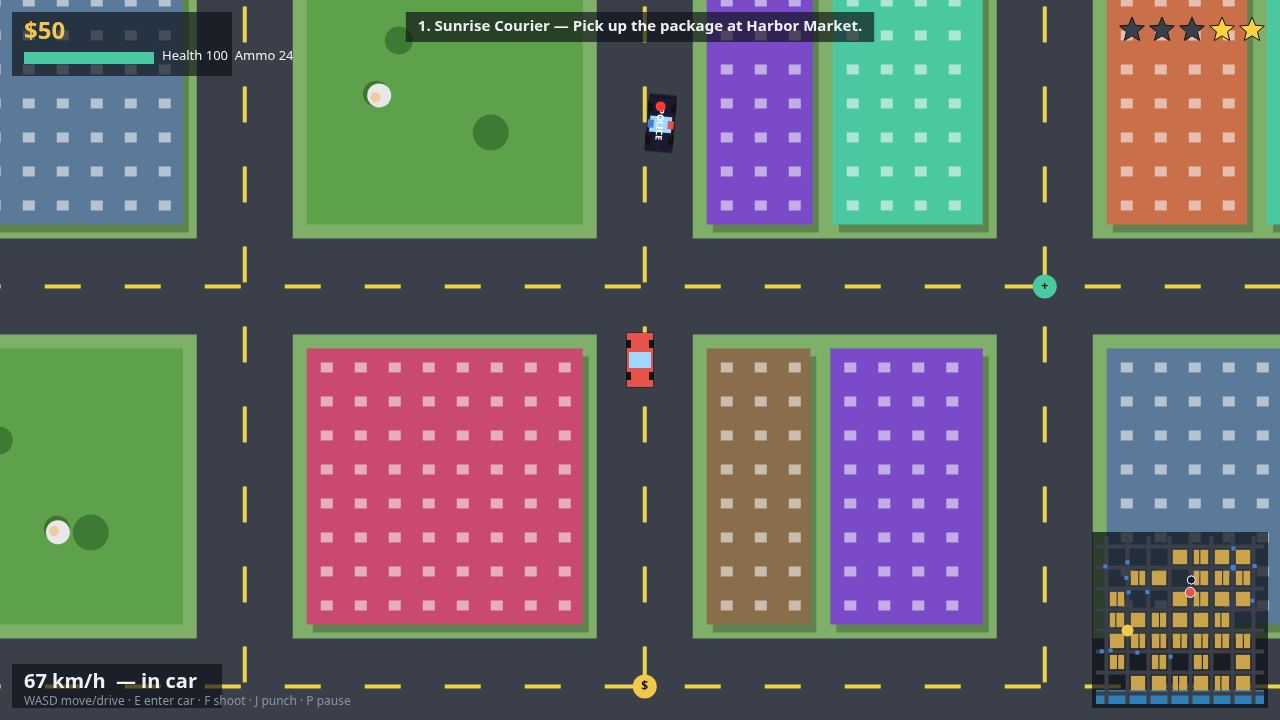 $50
Health 100 Ammo 24
1. Sunrise Courier — Pick up the package at Harbor Market.
POLICE
+
$
67 km/h — in car
WASD move/drive · E enter car · F shoot · J punch · P pause